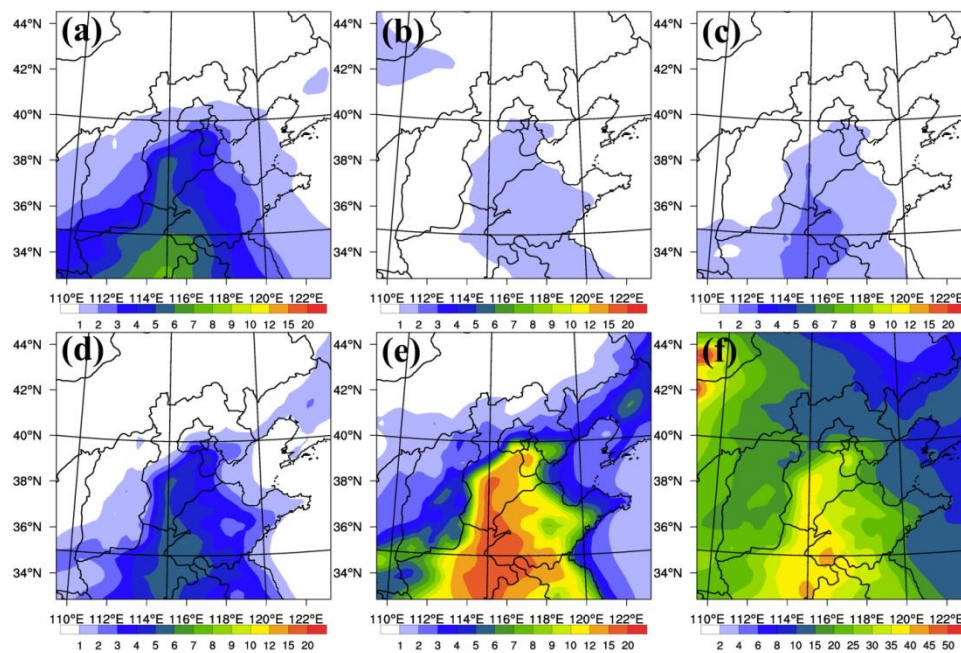 (a) (b) (c)
44°N 44°N 44°N
42°N 42°N 42°N
40°N 40°N 40°N
38°N 38°N 38°N
36°N 36°N 36°N
34°N 34°N 34°N
110°E 114°E 118°E 122°E 110°E 114°E 118°E 122°E 110°E 114°E 118°E 122°E
112°E 116°E 120°E 112°E 116°E 120°E 112°E 116°E 120°E
1 2 3 4 5 6 7 8 9 10 12 15 20 1 2 3 4 5 6 7 8 9 10 12 15 20 1 2 3 4 5 6 7 8 9 10 12 15 20
(d) (e) (f)
44°N 44°N 44°N
42°N 42°N 42°N
40°N 40°N 40°N
38°N 38°N 38°N
36°N 36°N 36°N
34°N 34°N 34°N
110°E 114°E 118°E 122°E 110°E 114°E 118°E 122°E 110°E 114°E 118°E 122°E
112°E 116°E 120°E 112°E 116°E 120°E 112°E 116°E 120°E
1 2 3 4 5 6 7 8 9 10 12 15 20 1 2 3 4 5 6 7 8 9 10 12 15 20 2 4 6 8 10 15 20 25 30 35 40 45 50